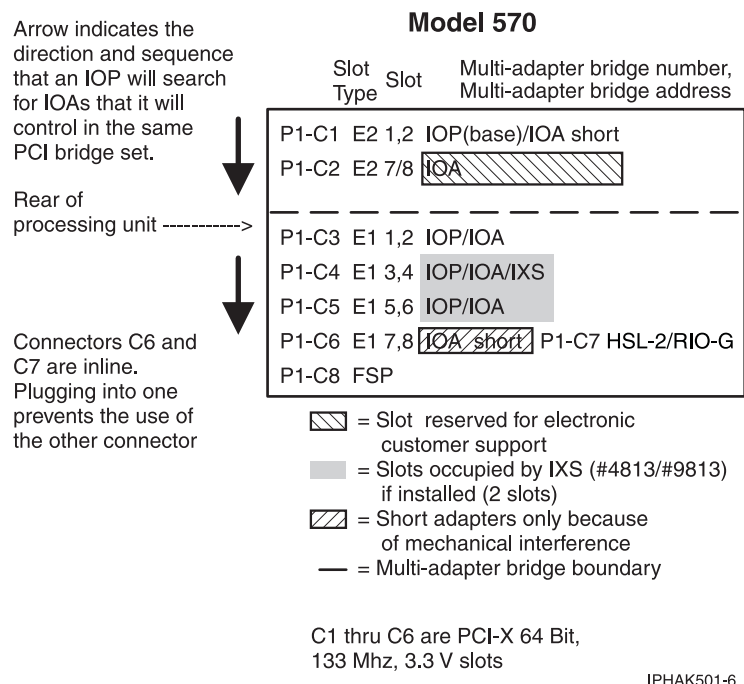 Model 570
Arrow indicates the
direction and sequence
that an IOP will search
for IOAs that it will
control in the same
PCI bridge set.
Rear of
processing unit ----------->
Connectors C6 and
C7 are inline.
Plugging into one
prevents the use of
the other connector
Slot Type Slot Multi-adapter bridge number,
Multi-adapter bridge address
P1-C1 E2 1,2 IOP(base)/IOA short
P1-C2 E2 7/8 IOA
P1-C3 E1 1,2 IOP/IOA
P1-C4 E1 3,4 IOP/IOA/IXS
P1-C5 E1 5,6 IOP/IOA
P1-C6 E1 7,8 IOA short P1-C7 HSL-2/RIO-G
P1-C8 FSP
= Slot reserved for electronic
customer support
= Slots occupied by IXS (#4813/#9813)
if installed (2 slots)
= Short adapters only because
of mechanical interference
= Multi-adapter bridge boundary
C1 thru C6 are PCI-X 64 Bit,
133 Mhz, 3.3 V slots
IPHAK501-6